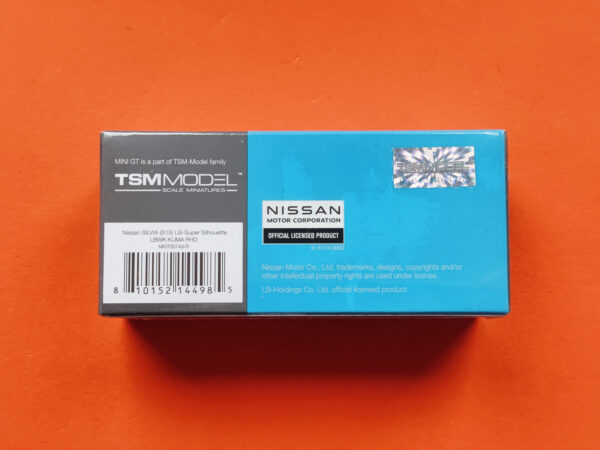 MINI GT is a part of TSM-Model family
TSMMODEL™
SCALE MINIATURES
Nissan SILVIA (S15) LB-Super Silhouette
LBWK KUMA RHD
MGT00749-R
8 10152 14498 5
NISSAN
MOTOR CORPORATION
OFFICIAL LICENSED PRODUCT
Nissan Motor Co., Ltd. trademarks, designs, copyrights and/or
other intellectual property rights are used under license.
LB-Holdings Co. Ltd. official licensed product.